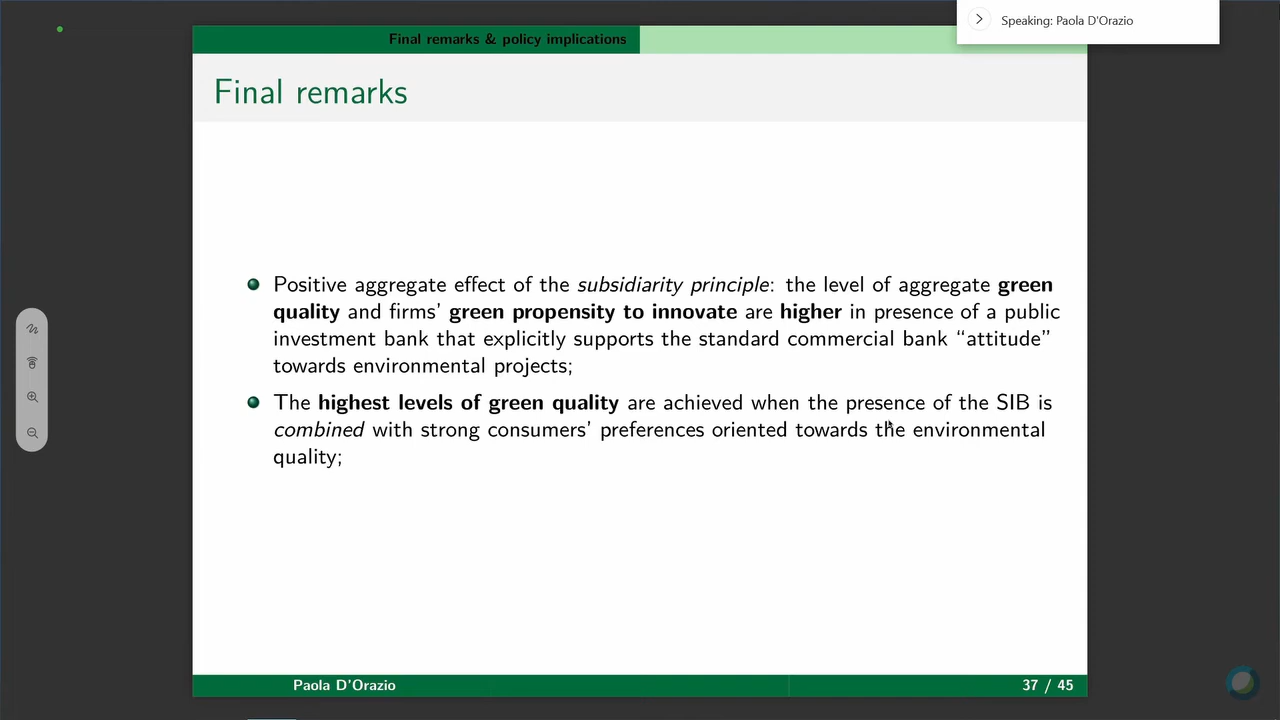 Speaking: Paola D'Orazio
Final remarks & policy implications
Final remarks
Positive aggregate effect of the subsidiarity principle: the level of aggregate green
quality and firms’ green propensity to innovate are higher in presence of a public
investment bank that explicitly supports the standard commercial bank “attitude”
towards environmental projects;
The highest levels of green quality are achieved when the presence of the SIB is
combined with strong consumers’ preferences oriented towards the environmental
quality;
Paola D’Orazio
37 / 45